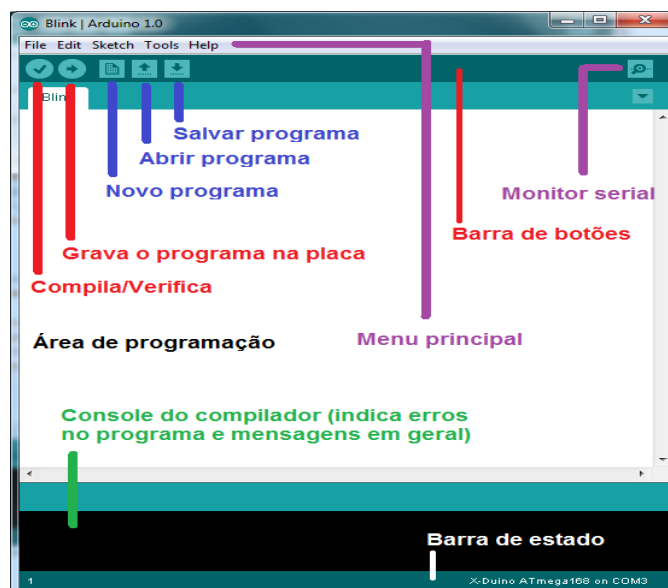 Blink | Arduino 1.0
File Edit Sketch Tools Help
Blink
Salvar programa
Abrir programa
Novo programa
Monitor serial
Barra de botões
Grava o programa na placa
Compila/Verifica
Área de programação
Menu principal
Console do compilador (indica erros
no programa e mensagens em geral)
Barra de estado
1
X-Duino ATmega168 on COM3